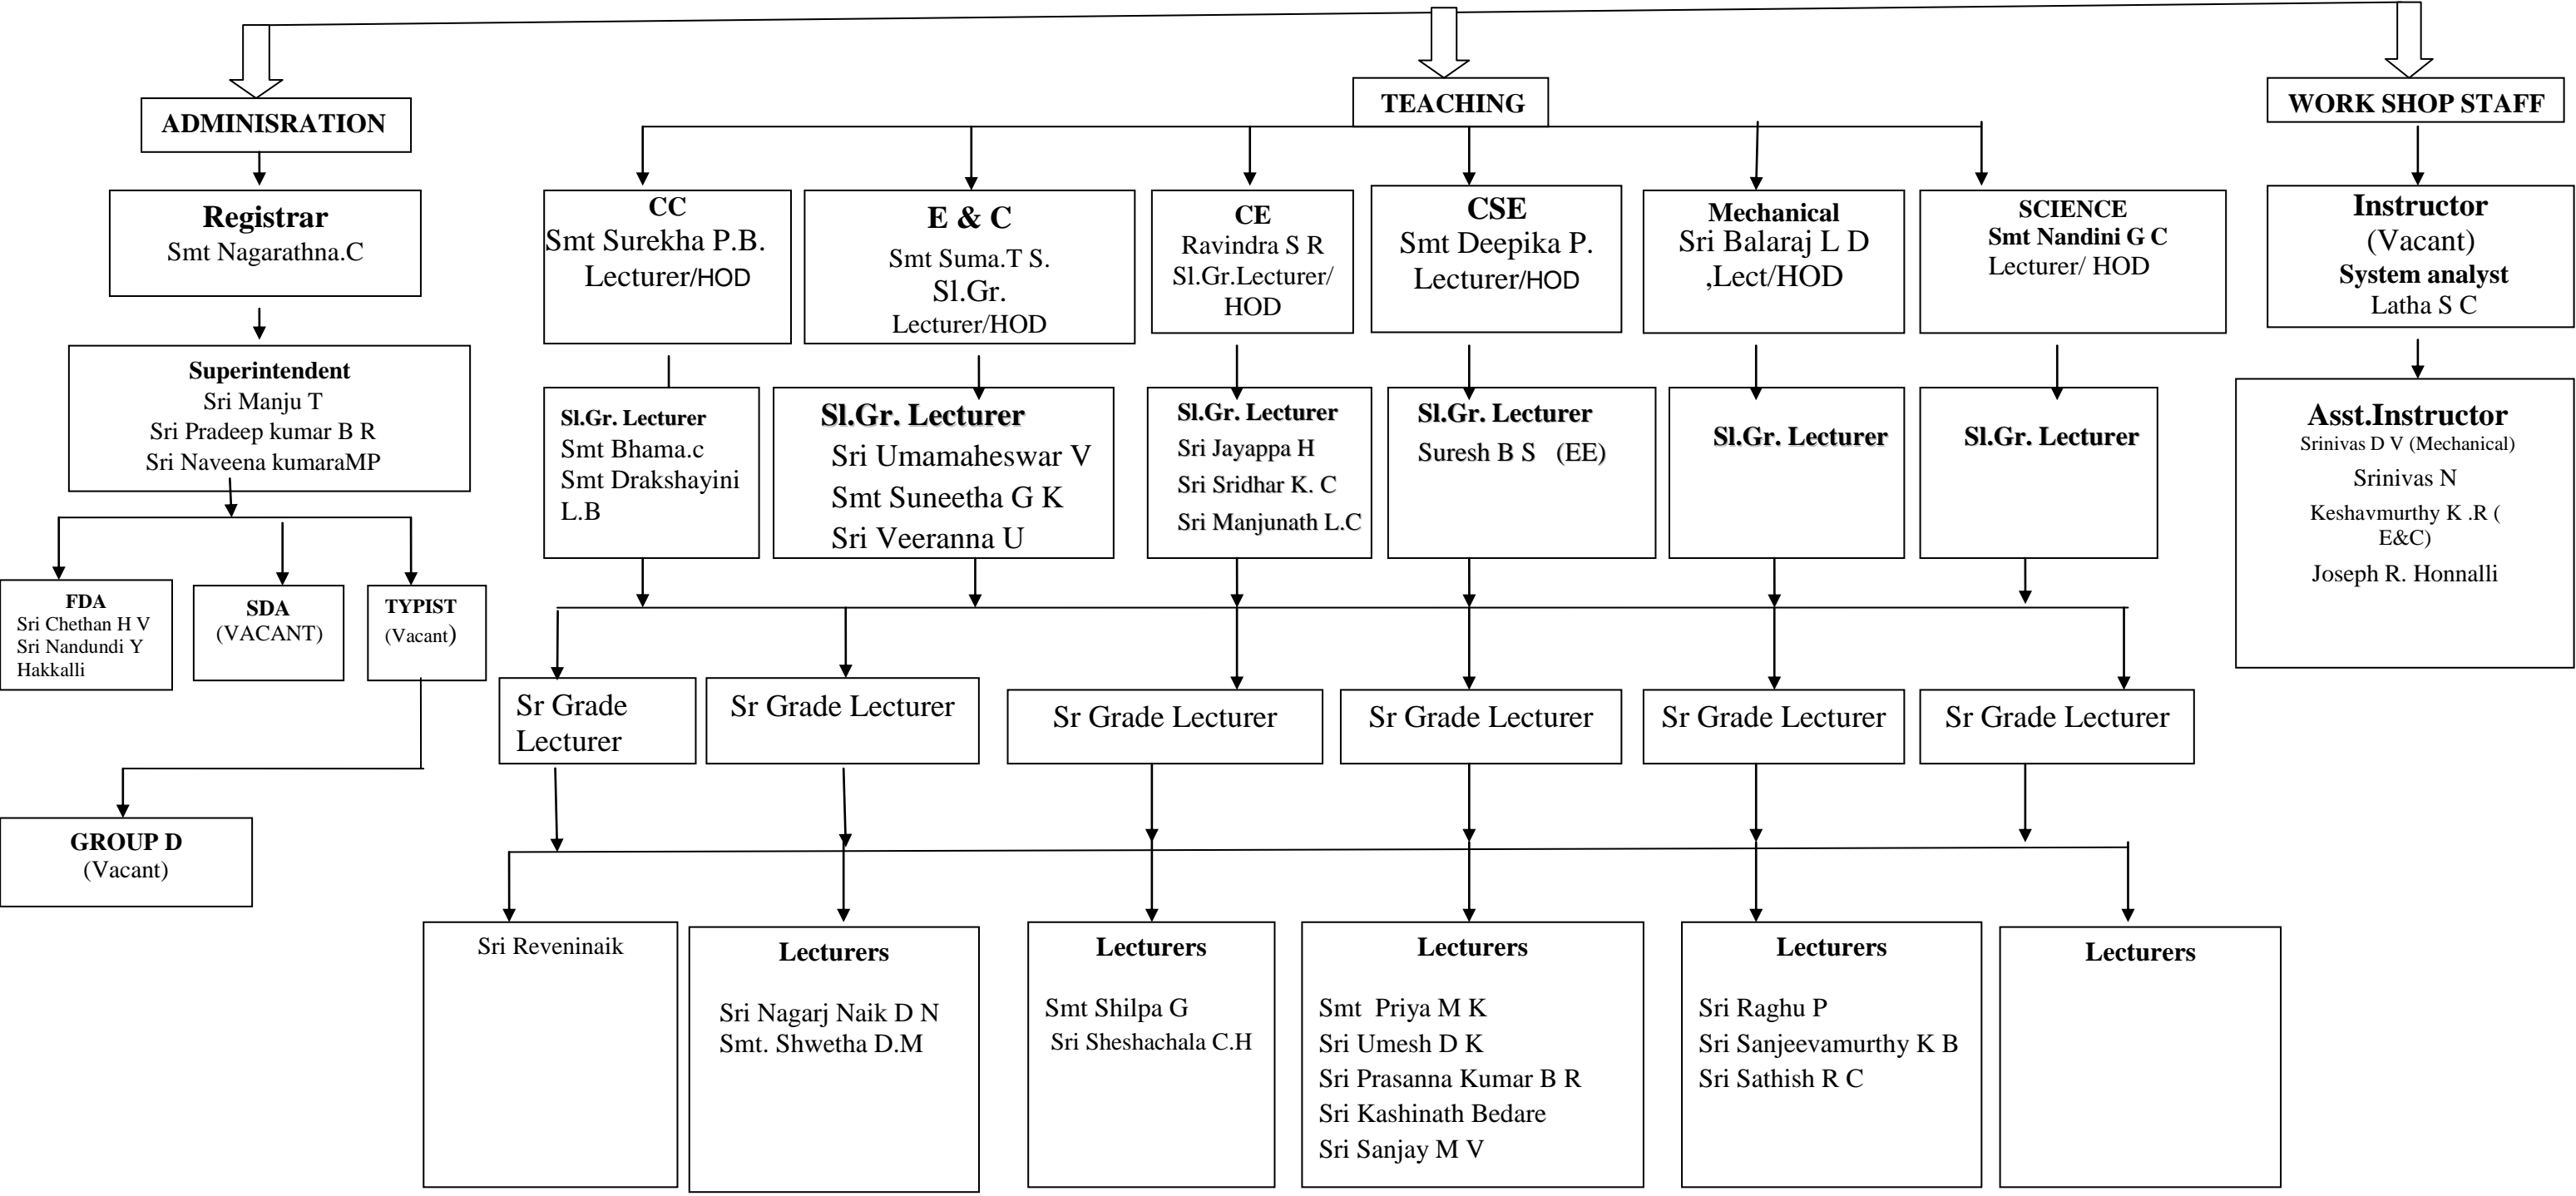 ADMINISRATION
TEACHING
WORK SHOP STAFF
Registrar
Smt Nagarathna.C
CC
Smt Surekha P.B.
Lecturer/HOD
E & C
Smt Suma.T S.
Sl.Gr.
Lecturer/HOD
CE
Ravindra S R
Sl.Gr.Lecturer/
HOD
CSE
Smt Deepika P.
Lecturer/HOD
Mechanical
Sri Balaraj L D
,Lect/HOD
SCIENCE
Smt Nandini G C
Lecturer/ HOD
Instructor
(Vacant)
System analyst
Latha S C
Superintendent
Sri Manju T
Sri Pradeep kumar B R
Sri Naveena kumaraMP
Sl.Gr. Lecturer
Smt Bhama.c
Smt Drakshayini
L.B
Sl.Gr. Lecturer
Sri Umamaheswar V
Smt Suneetha G K
Sri Veeranna U
Sl.Gr. Lecturer
Sri Jayappa H
Sri Sridhar K. C
Sri Manjunath L.C
Sl.Gr. Lecturer
Suresh B S   (EE)
Sl.Gr. Lecturer
Sl.Gr. Lecturer
Asst.Instructor
Srinivas D V (Mechanical)
Srinivas N
Keshavmurthy K .R (
E&C)
Joseph R. Honnalli
FDA
Sri Chethan H V
Sri Nandundi Y
Hakkalli
SDA
(VACANT)
TYPIST
(Vacant)
Sr Grade
Lecturer
Sr Grade Lecturer
Sr Grade Lecturer
Sr Grade Lecturer
Sr Grade Lecturer
Sr Grade Lecturer
GROUP D
(Vacant)
Sri Reveninaik
Lecturers
Sri Nagarj Naik D N
Smt. Shwetha D.M
Lecturers
Smt Shilpa G
Sri Sheshachala C.H
Lecturers
Smt  Priya M K
Sri Umesh D K
Sri Prasanna Kumar B R
Sri Kashinath Bedare
Sri Sanjay M V
Lecturers
Sri Raghu P
Sri Sanjeevamurthy K B
Sri Sathish R C
Lecturers